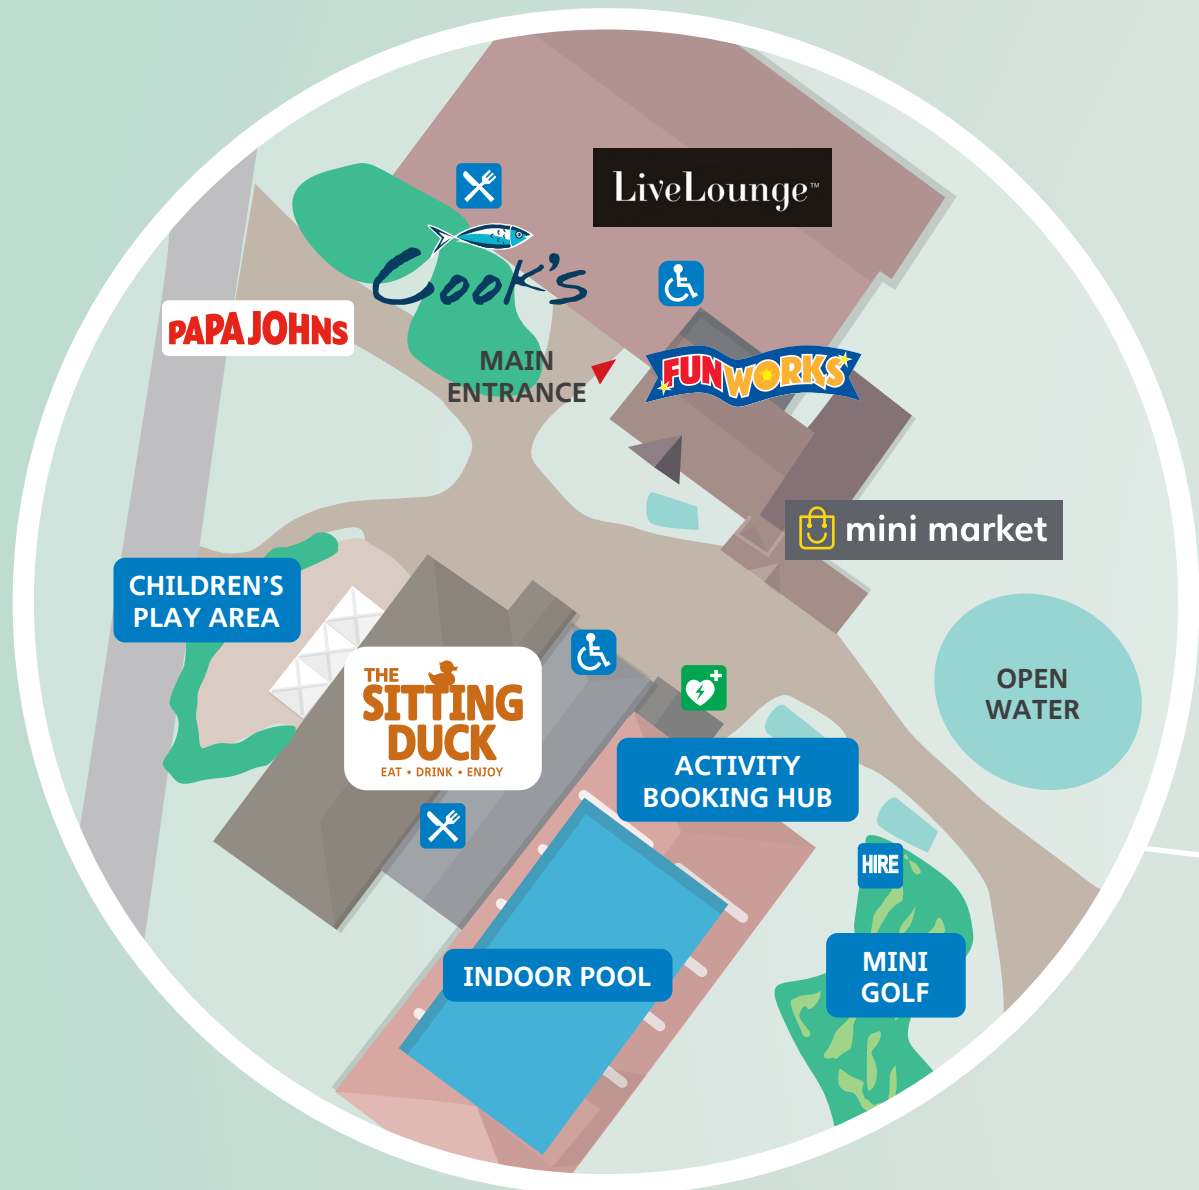 LiveLounge™
Cook's
PAPA JOHNS
MAIN
ENTRANCE
FUNWORKS
mini market
CHILDREN'S
PLAY AREA
THE
SITTING
DUCK
EAT • DRINK • ENJOY
OPEN
WATER
ACTIVITY
BOOKING HUB
HIRE
MINI
GOLF
INDOOR POOL